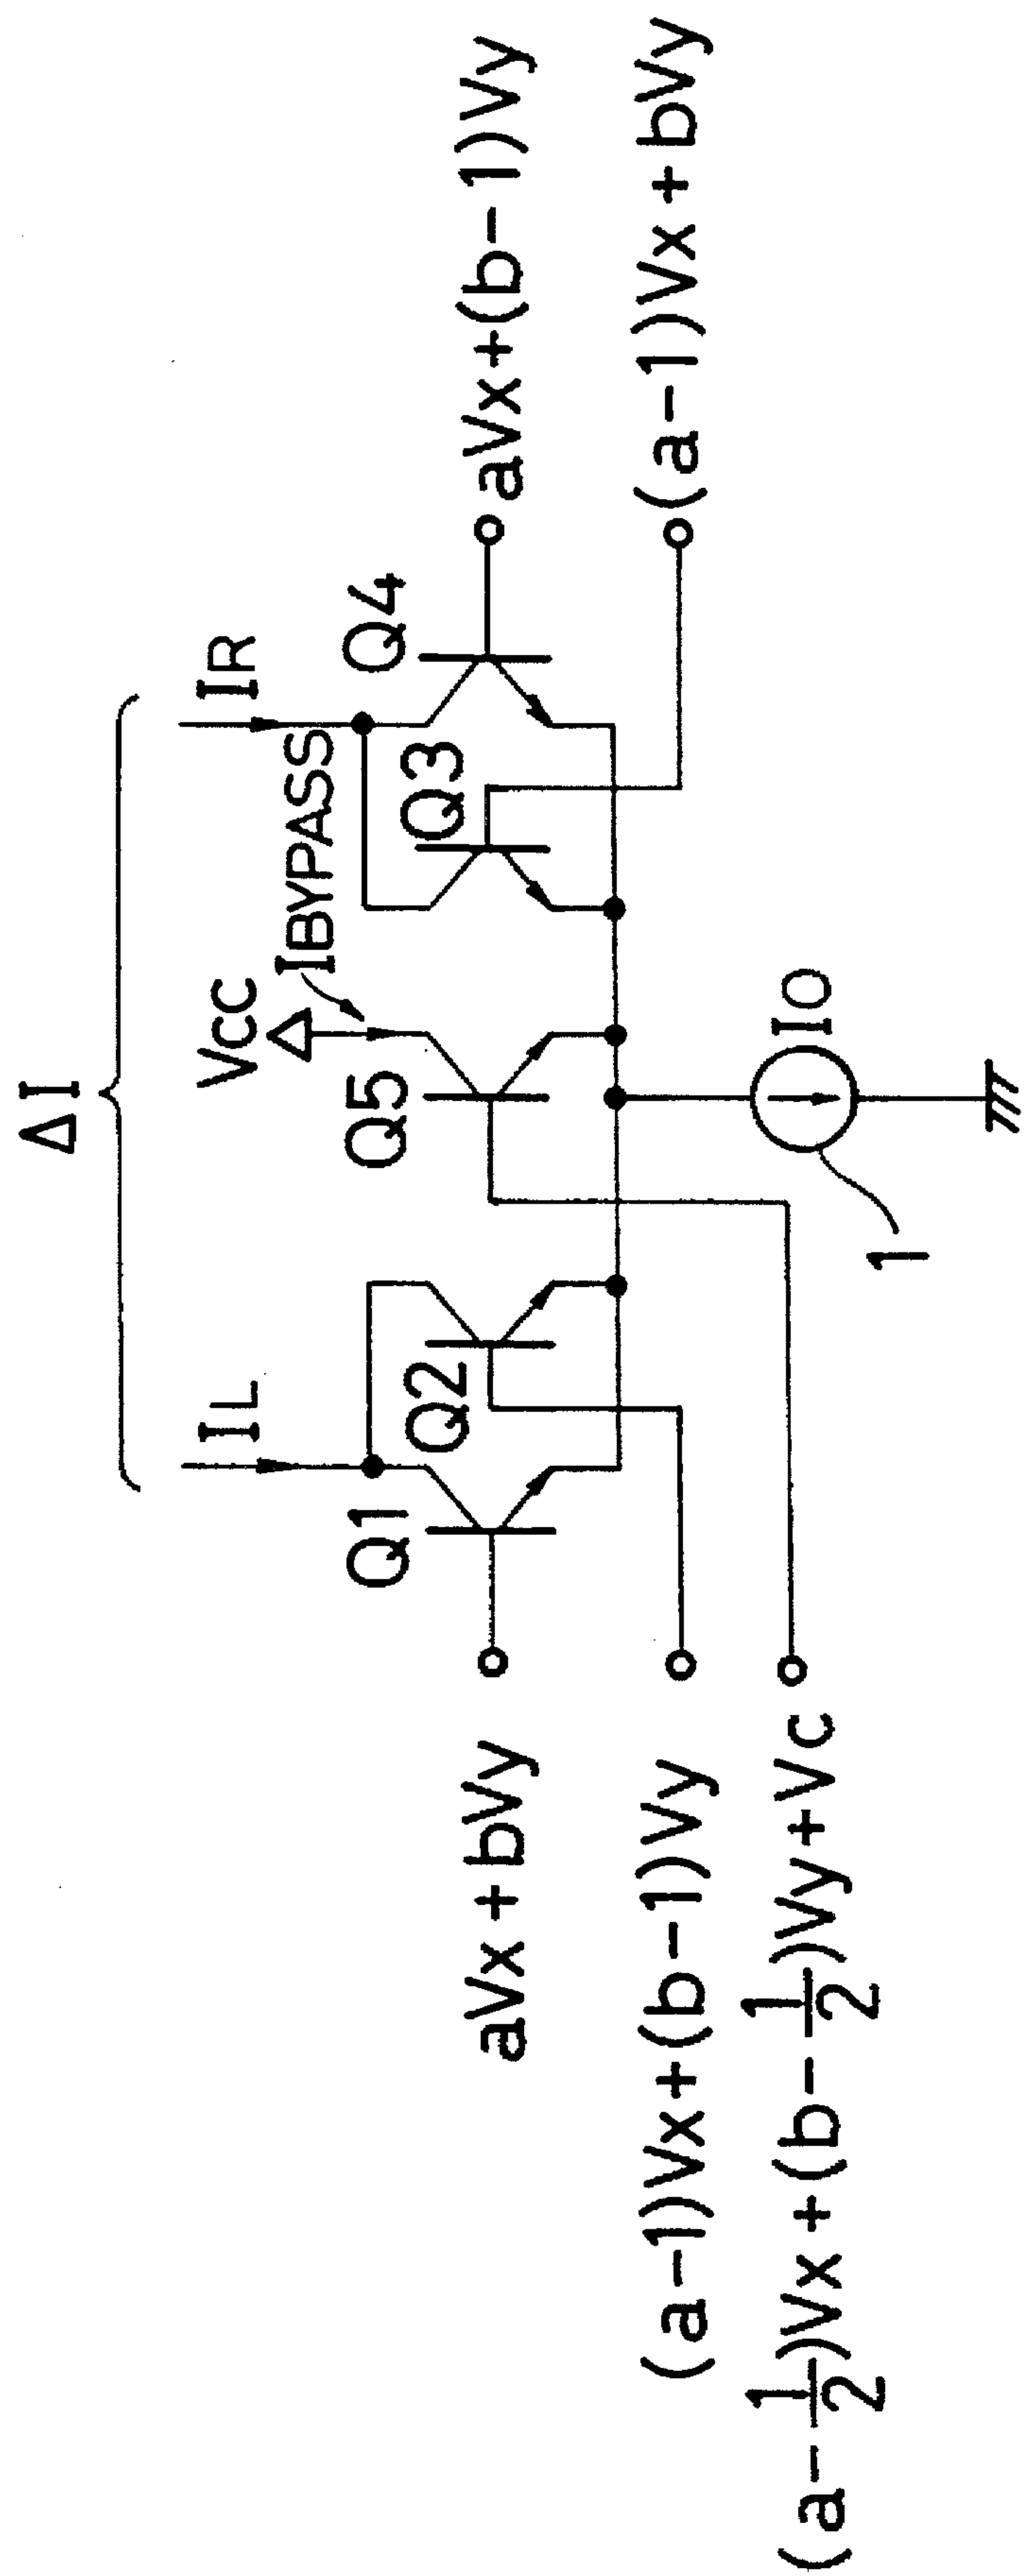 ΔI
IL
IR
VCC
IBYPASS
Q1
Q2
Q5
Q3
Q4
aVx+bVy
aVx+(b-1)Vy
(a-1)Vx+(b-1)Vy
(a-1)Vx+bVy
(a-1/2)Vx+(b-1/2)Vy+Vc
IO
1